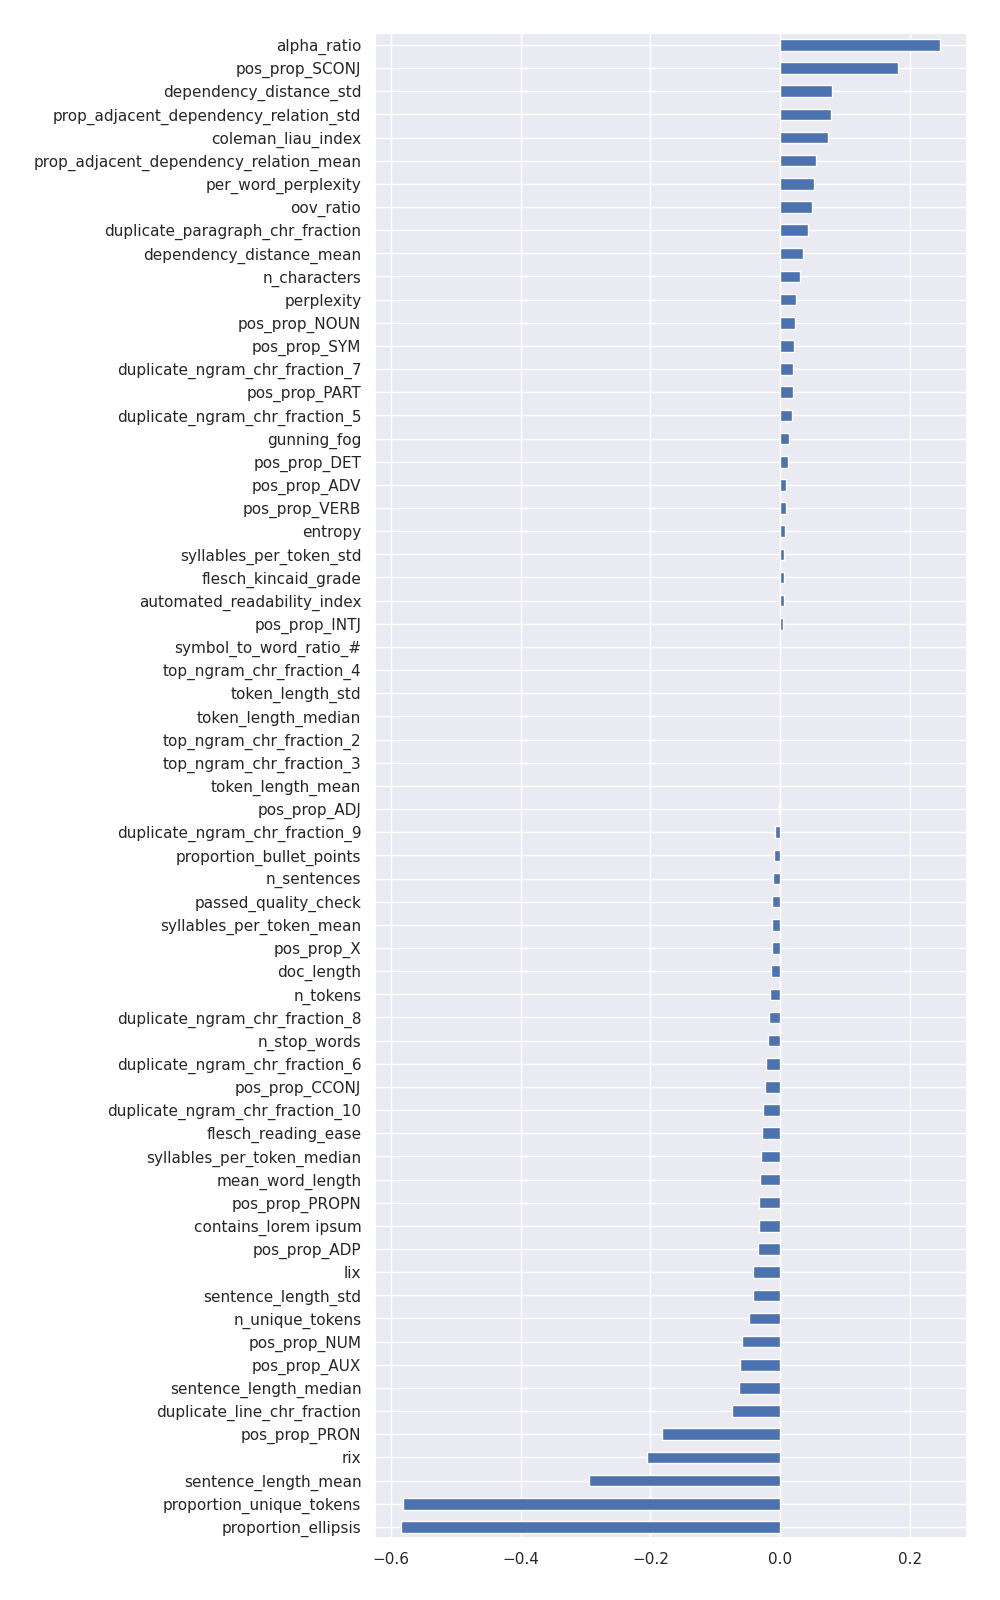 alpha_ratio
pos_prop_SCONJ
dependency_distance_std
prop_adjacent_dependency_relation_std
coleman_liau_index
prop_adjacent_dependency_relation_mean
per_word_perplexity
oov_ratio
duplicate_paragraph_chr_fraction
dependency_distance_mean
n_characters
perplexity
pos_prop_NOUN
pos_prop_SYM
duplicate_ngram_chr_fraction_7
pos_prop_PART
duplicate_ngram_chr_fraction_5
gunning_fog
pos_prop_DET
pos_prop_ADV
pos_prop_VERB
entropy
syllables_per_token_std
flesch_kincaid_grade
automated_readability_index
pos_prop_INTJ
symbol_to_word_ratio_#
top_ngram_chr_fraction_4
token_length_std
token_length_median
top_ngram_chr_fraction_2
top_ngram_chr_fraction_3
token_length_mean
pos_prop_ADJ
duplicate_ngram_chr_fraction_9
proportion_bullet_points
n_sentences
passed_quality_check
syllables_per_token_mean
pos_prop_X
doc_length
n_tokens
duplicate_ngram_chr_fraction_8
n_stop_words
duplicate_ngram_chr_fraction_6
pos_prop_CCONJ
duplicate_ngram_chr_fraction_10
flesch_reading_ease
syllables_per_token_median
mean_word_length
pos_prop_PROPN
contains_lorem ipsum
pos_prop_ADP
lix
sentence_length_std
n_unique_tokens
pos_prop_NUM
pos_prop_AUX
sentence_length_median
duplicate_line_chr_fraction
pos_prop_PRON
rix
sentence_length_mean
proportion_unique_tokens
proportion_ellipsis
−0.6 −0.4 −0.2 0.0 0.2